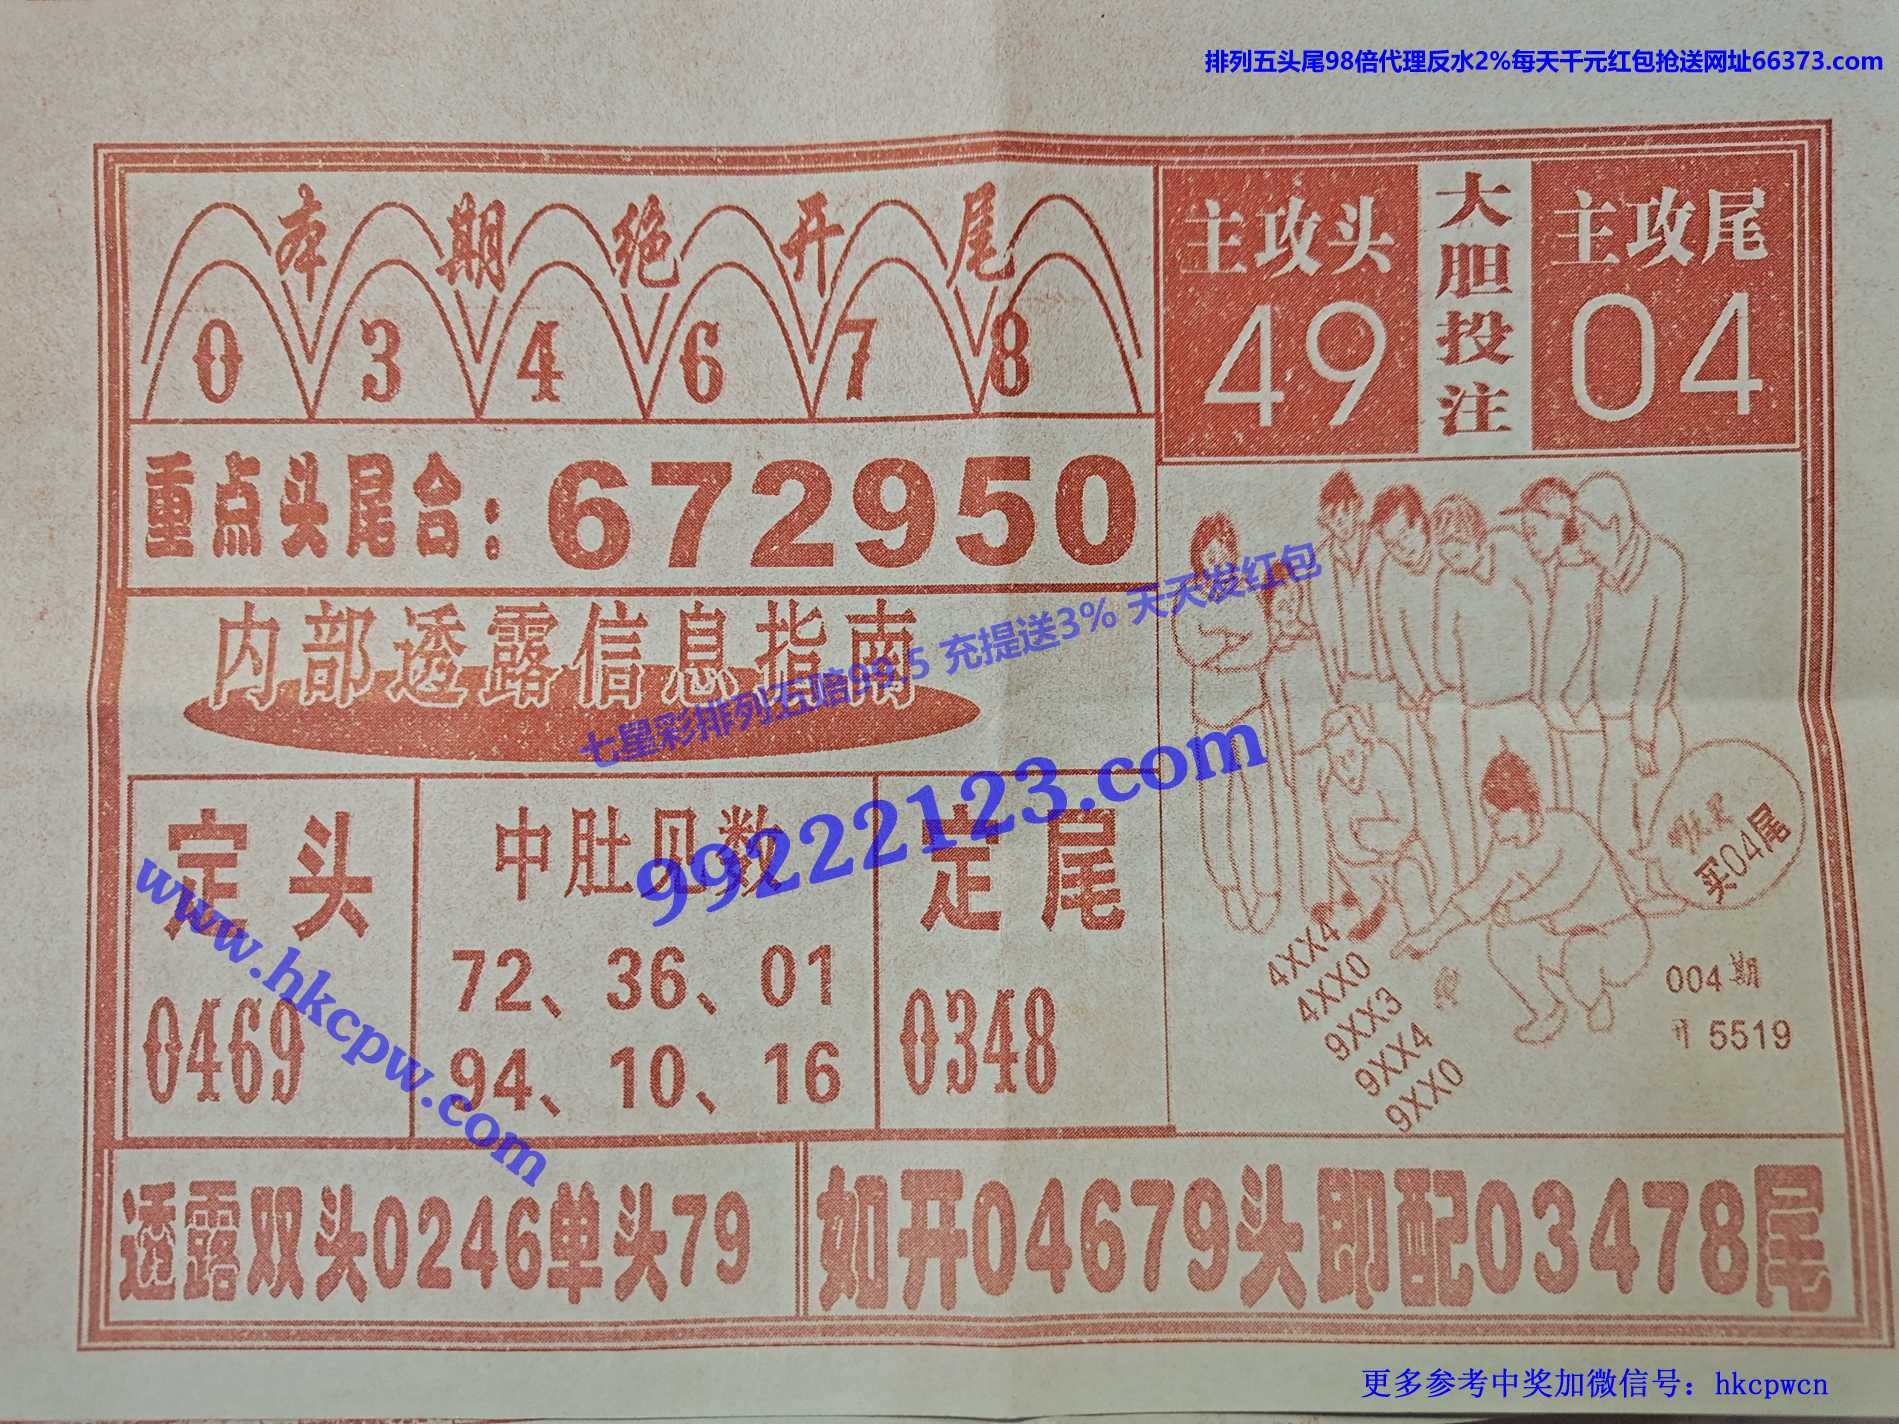 排列五头尾98倍代理反水2%每天千元红包抢送网址66373.com
本期绝开尾
0 3 4 6 7 8
主攻头
49
大胆投注
主攻尾
04
重点头尾合：672950
内部透露信息指南
七星彩排列五赔99.5 充提送3% 天天发红包
99222123.com
定头
0469
中肚见数
72、36、01
94、10、16
定尾
0348
www.hkcpw.com
买04尾
4XX4
4XX0
9XX3
9XX4
9XX0
004期
开 5519
透露双头0246单头79
如开04679头即配03478尾
更多参考中奖加微信号：hkcpwcn